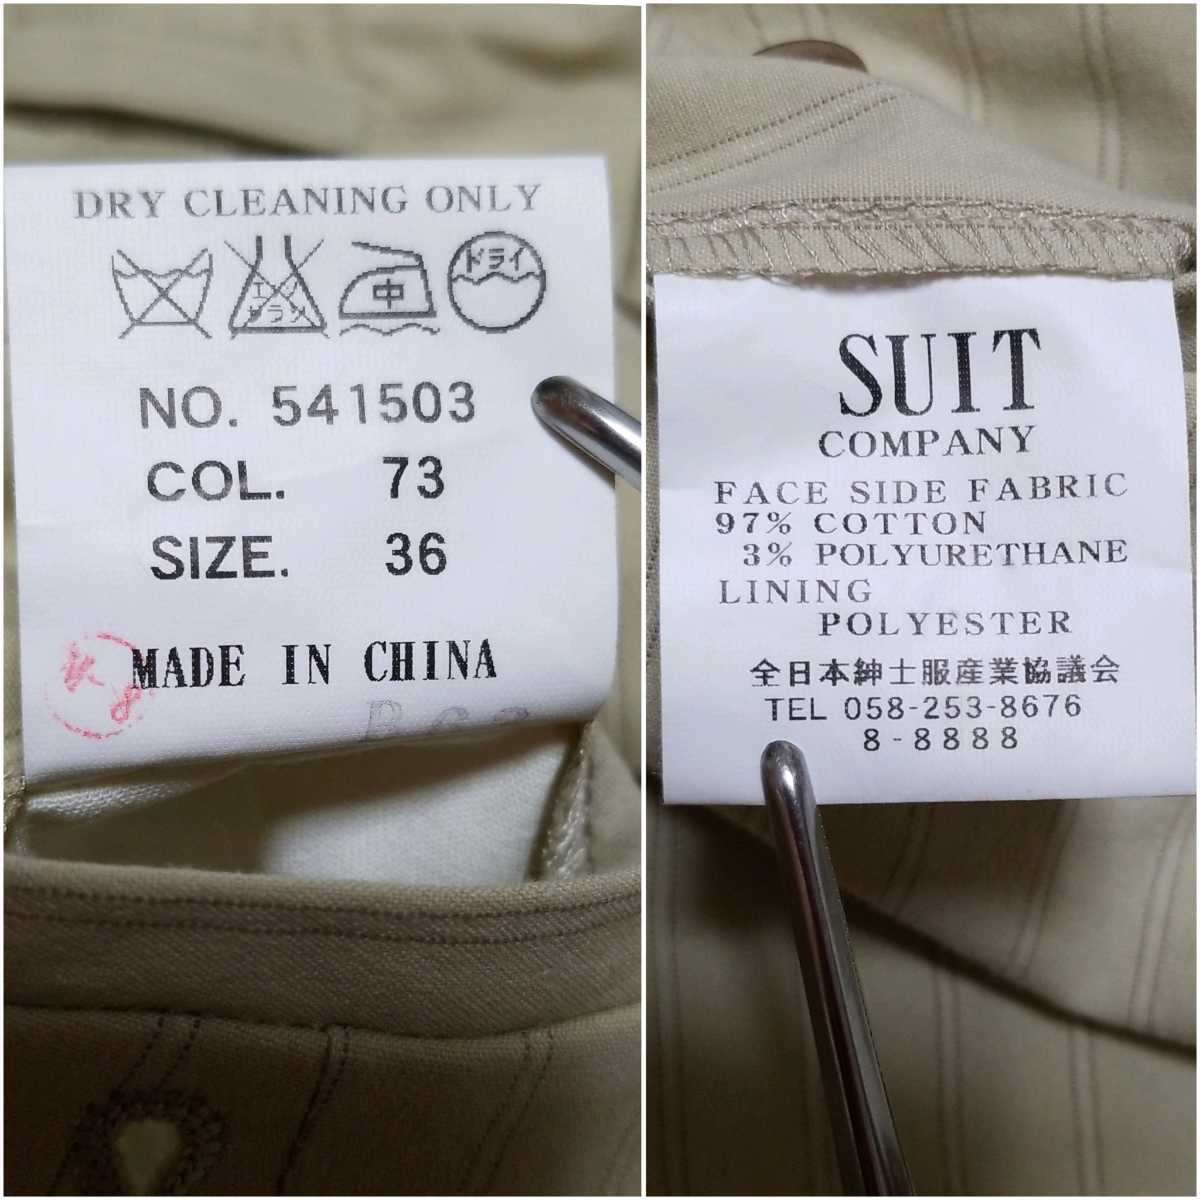 DRY CLEANING ONLY
エンソ
サラシ
中
ドライ
NO. 541503
COL. 73
SIZE. 36
MADE IN CHINA
8
SUIT
COMPANY
FACE SIDE FABRIC
97% COTTON
3% POLYURETHANE
LINING
POLYESTER
全日本紳士服産業協議会
TEL 058-253-8676
8-8888